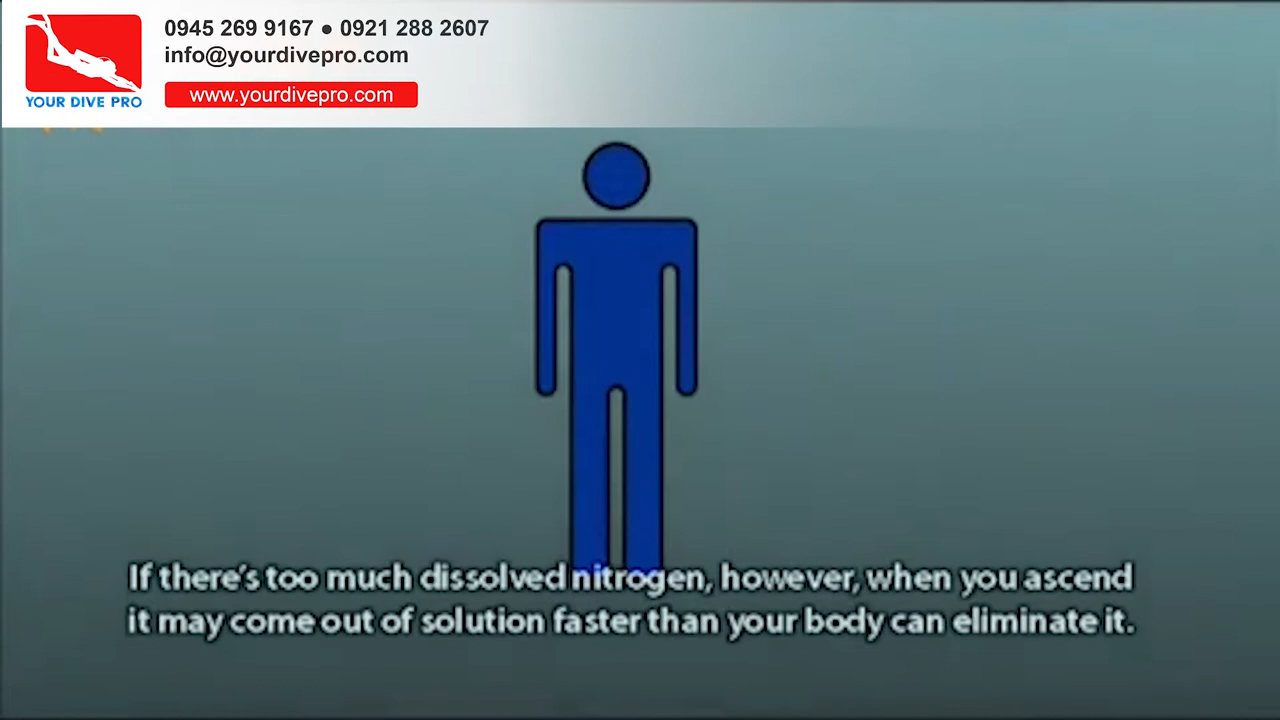 0945 269 9167 ● 0921 288 2607
info@yourdivepro.com
YOUR DIVE PRO
www.yourdivepro.com
If there's too much dissolved nitrogen, however, when you ascend
it may come out of solution faster than your body can eliminate it.